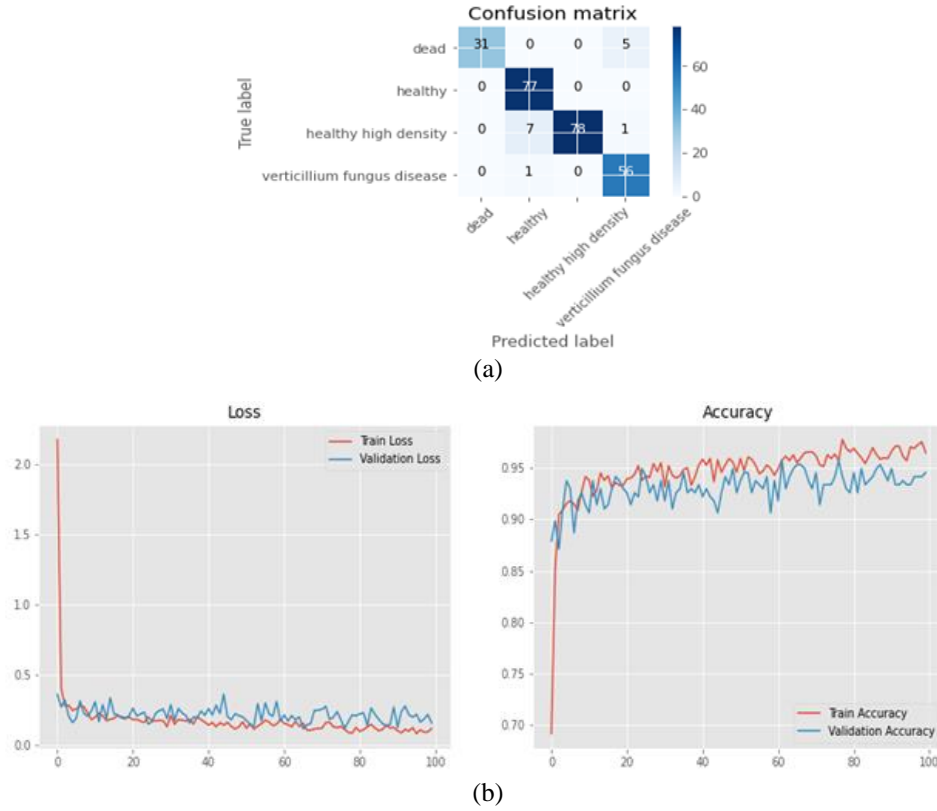 Confusion matrix
True label
dead
31 0 0 5
healthy
0 77 0 0
healthy high density
0 7 78 1
verticillium fungus disease
0 1 0 56
60
40
20
0
dead
healthy
healthy high density
verticillium fungus disease
Predicted label
(a)
Loss
Train Loss
Validation Loss
2.0
1.5
1.0
0.5
0.0
0 20 40 60 80 100
Accuracy
0.95
0.90
0.85
0.80
0.75
0.70
Train Accuracy
Validation Accuracy
0 20 40 60 80 100
(b)